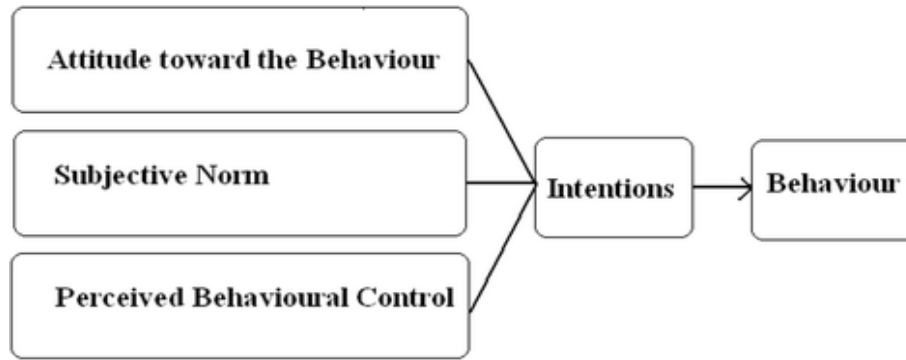 Attitude toward the Behaviour
Subjective Norm
Perceived Behavioural Control
Intentions
Behaviour